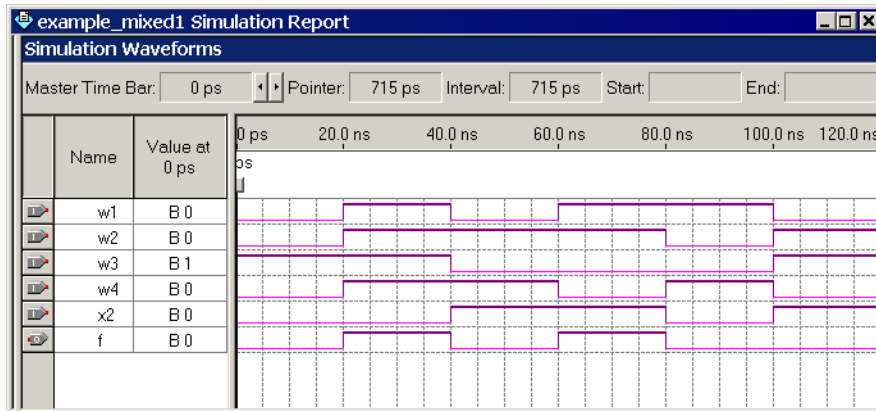 example_mixed1 Simulation Report
Simulation Waveforms
Master Time Bar: 0 ps Pointer: 715 ps Interval: 715 ps Start: End:
Name Value at 0 ps 0 ps 20.0 ns 40.0 ns 60.0 ns 80.0 ns 100.0 ns 120.0 ns
ps
w1 B 0
w2 B 0
w3 B 1
w4 B 0
x2 B 0
f B 0